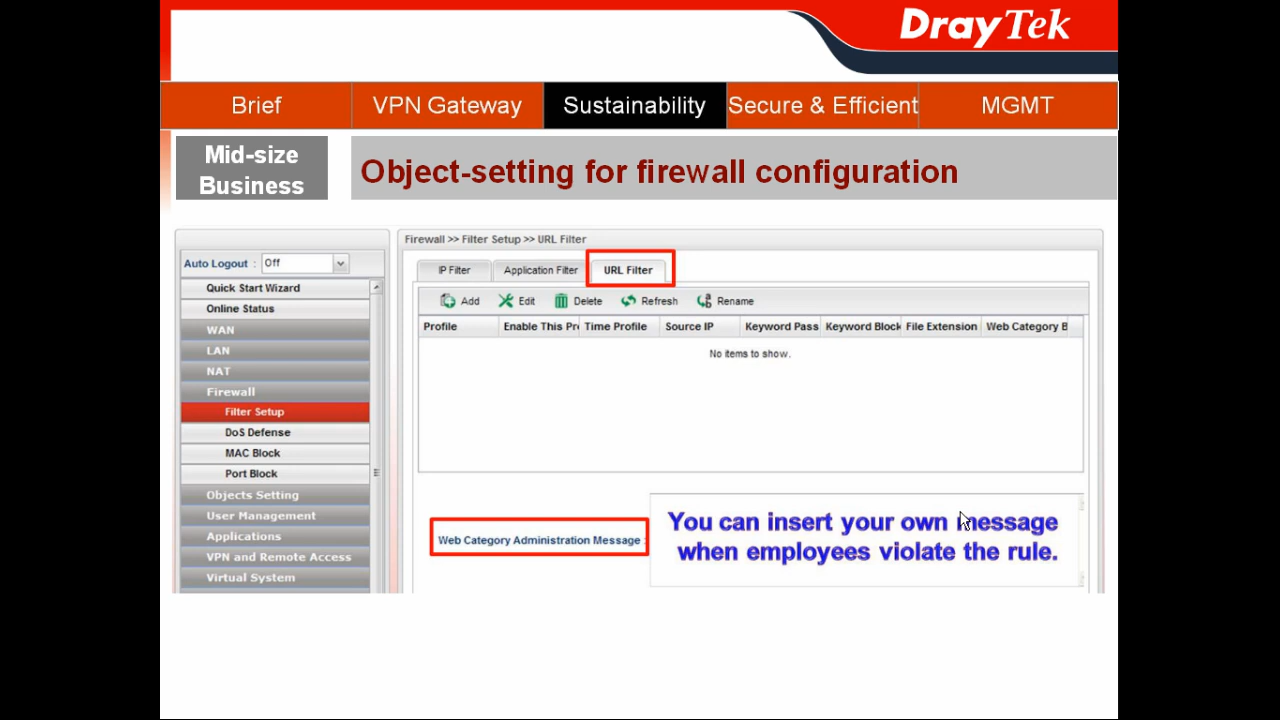 DrayTek
Brief
VPN Gateway
Sustainability
Secure & Efficient
MGMT
Mid-size
Business
Object-setting for firewall configuration
Auto Logout : Off
Quick Start Wizard
Online Status
WAN
LAN
NAT
Firewall
Filter Setup
DoS Defense
MAC Block
Port Block
Objects Setting
User Management
Applications
VPN and Remote Access
Virtual System
Firewall >> Filter Setup >> URL Filter
IP Filter
Application Filter
URL Filter
Add
Edit
Delete
Refresh
Rename
Profile
Enable This Pr
Time Profile
Source IP
Keyword Pass
Keyword Block
File Extension
Web Category B
No items to show.
Web Category Administration Message :
You can insert your own message
when employees violate the rule.